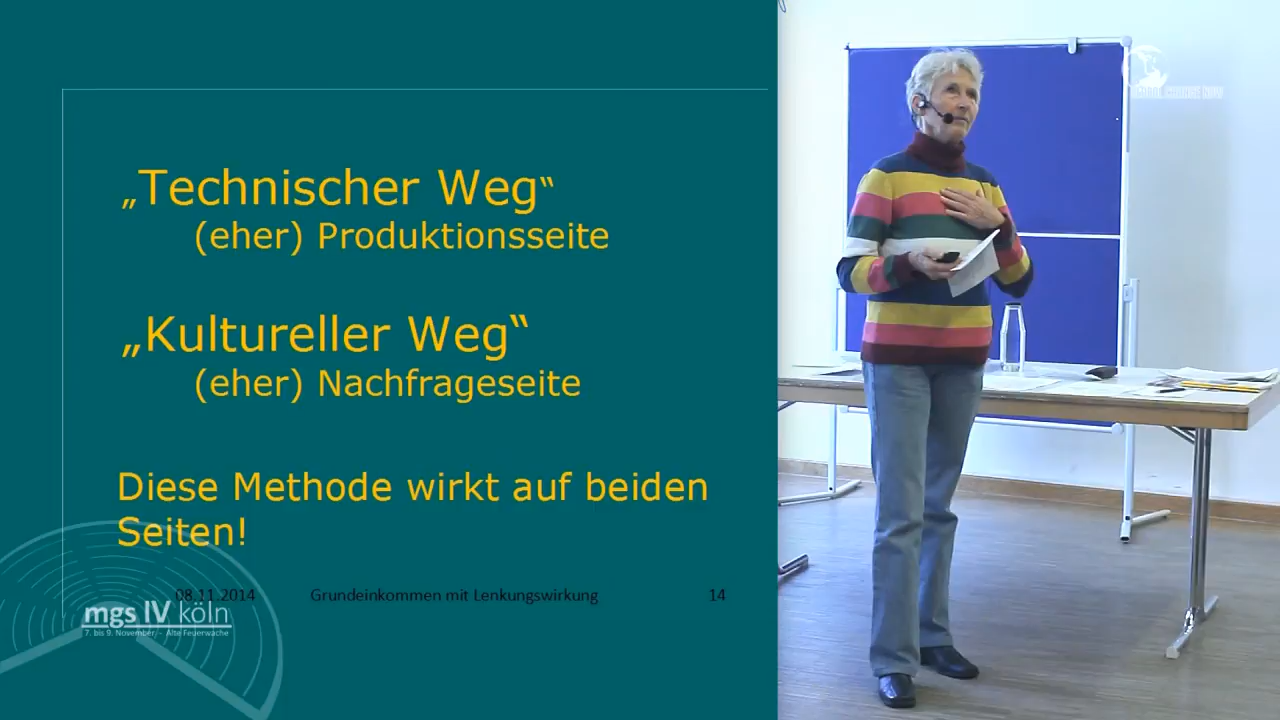 „Technischer Weg“
(eher) Produktionsseite
„Kultureller Weg“
(eher) Nachfrageseite
Diese Methode wirkt auf beiden
Seiten!
08.11.2014 Grundeinkommen mit Lenkungswirkung 14
mgs IV köln
7. bis 9. November - Alte Feuerwache